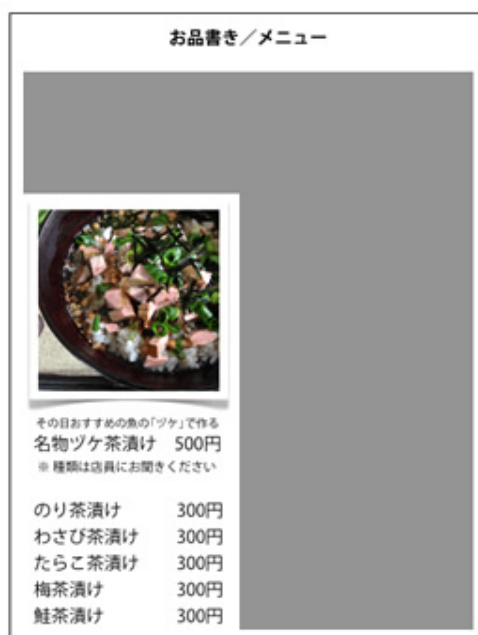 お品書き／メニュー
その日おすすめの魚の「ヅケ」で作る
名物ヅケ茶漬け 500円
※ 種類は店員にお聞きください
のり茶漬け 300円
わさび茶漬け 300円
たらこ茶漬け 300円
梅茶漬け 300円
鮭茶漬け 300円